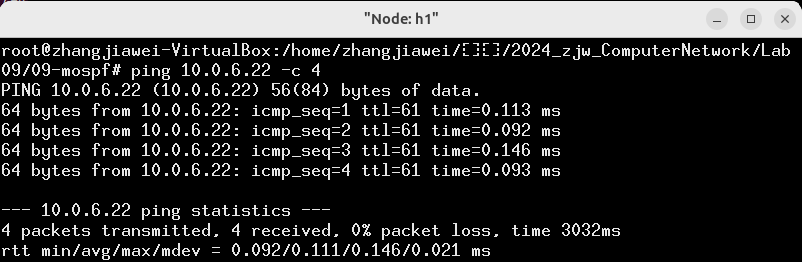 "Node: h1"
root@zhangjiawei-VirtualBox:/home/zhangjiawei/[][]/2024_zjw_ComputerNetwork/Lab
09/09-mospf# ping 10.0.6.22 -c 4
PING 10.0.6.22 (10.0.6.22) 56(84) bytes of data.
64 bytes from 10.0.6.22: icmp_seq=1 ttl=61 time=0.113 ms
64 bytes from 10.0.6.22: icmp_seq=2 ttl=61 time=0.092 ms
64 bytes from 10.0.6.22: icmp_seq=3 ttl=61 time=0.146 ms
64 bytes from 10.0.6.22: icmp_seq=4 ttl=61 time=0.093 ms
--- 10.0.6.22 ping statistics ---
4 packets transmitted, 4 received, 0% packet loss, time 3032ms
rtt min/avg/max/mdev = 0.092/0.111/0.146/0.021 ms